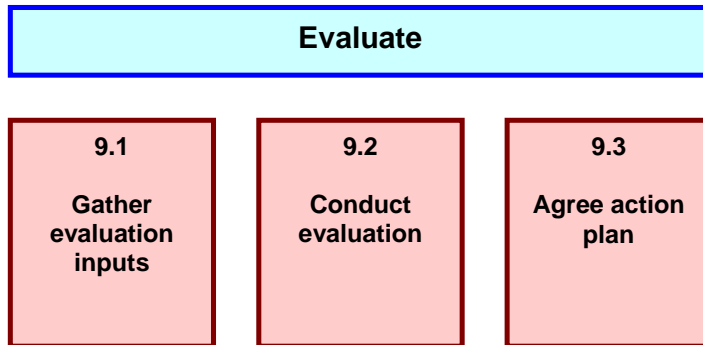 Evaluate
9.1
Gather
evaluation
inputs
9.2
Conduct
evaluation
9.3
Agree action
plan